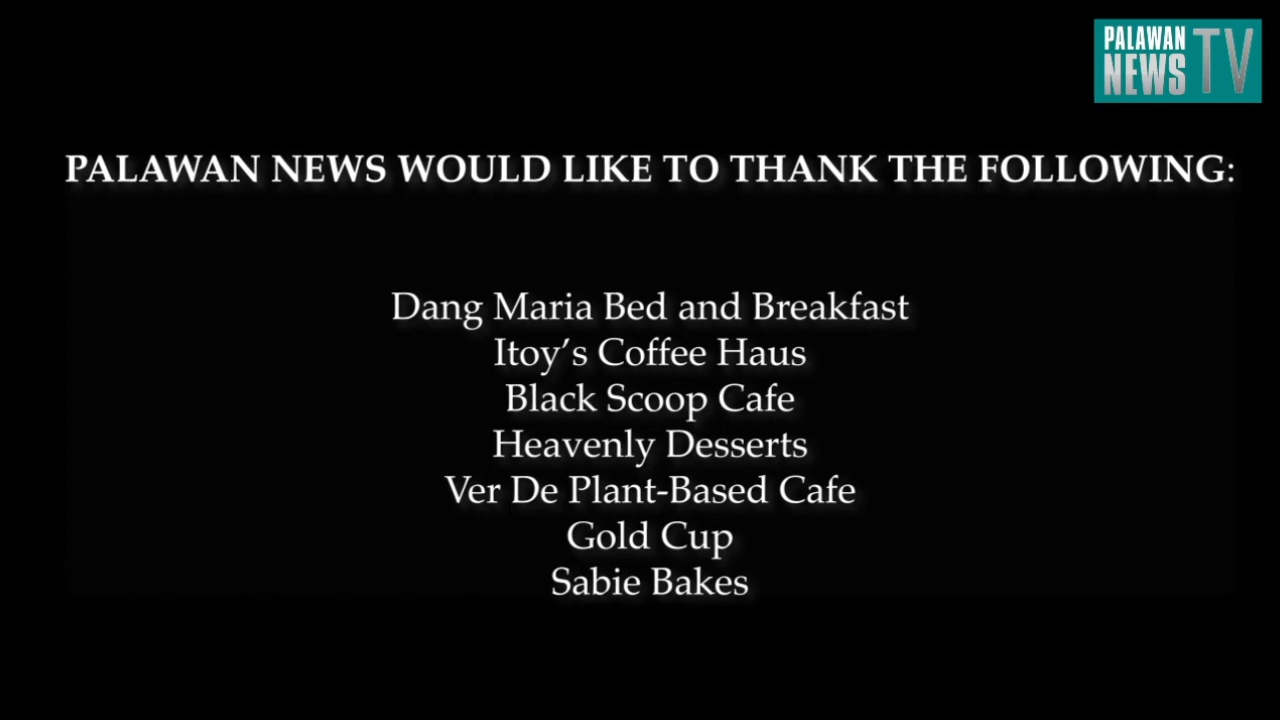 PALAWAN
NEWS TV
PALAWAN NEWS WOULD LIKE TO THANK THE FOLLOWING:
Dang Maria Bed and Breakfast
Itoy’s Coffee Haus
Black Scoop Cafe
Heavenly Desserts
Ver De Plant-Based Cafe
Gold Cup
Sabie Bakes